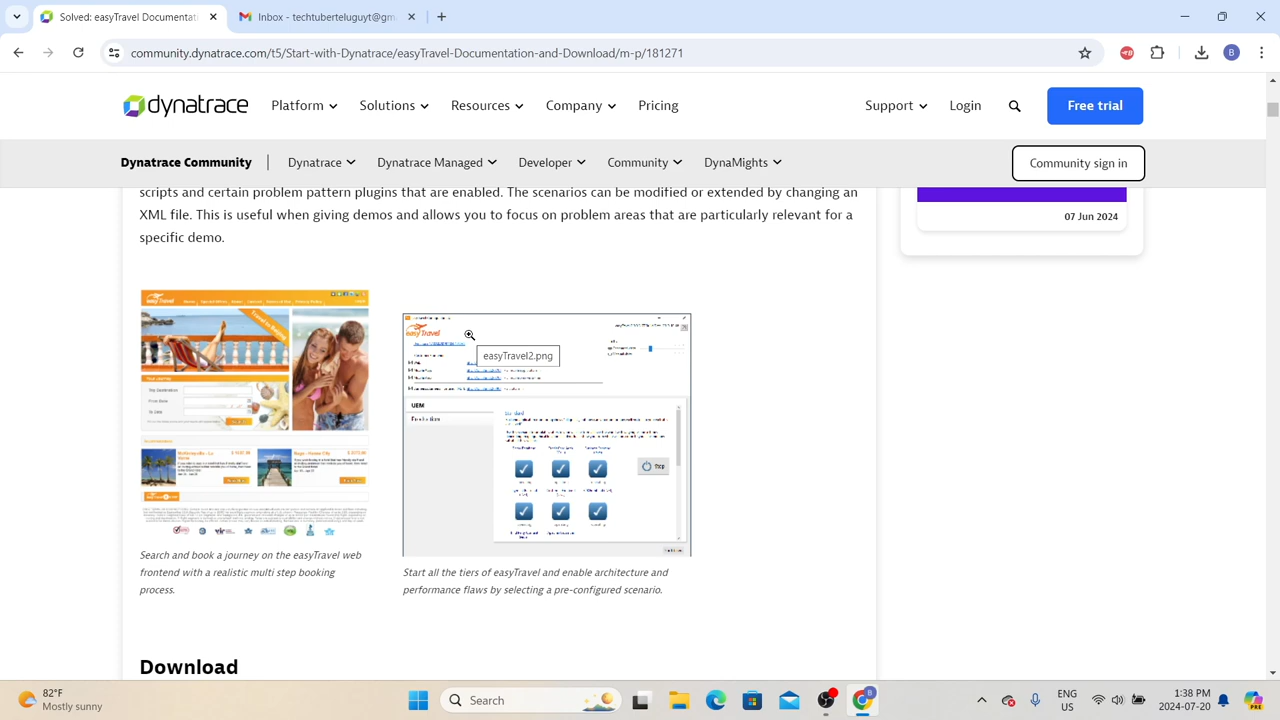 Solved: easyTravel Documentat
Inbox - techtuberteluguyt@gm
community.dynatrace.com/t5/Start-with-Dynatrace/easyTravel-Documentation-and-Download/m-p/181271
B
dynatrace
Platform
Solutions
Resources
Company
Pricing
Support
Login
Free trial
Dynatrace Community
Dynatrace
Dynatrace Managed
Developer
Community
DynaMights
Community sign in
scripts and certain problem pattern plugins that are enabled. The scenarios can be modified or extended by changing an
XML file. This is useful when giving demos and allows you to focus on problem areas that are particularly relevant for a
specific demo.
07 Jun 2024
easyTravel
easyTravel
easyTravel2.png
UEM
Standard
Stop
Search and book a journey on the easyTravel web
frontend with a realistic multi step booking
process.
Start all the tiers of easyTravel and enable architecture and
performance flaws by selecting a pre-configured scenario.
Download
82°F
Mostly sunny
Search
B
ENG
US
1:38 PM
2024-07-20
PRE